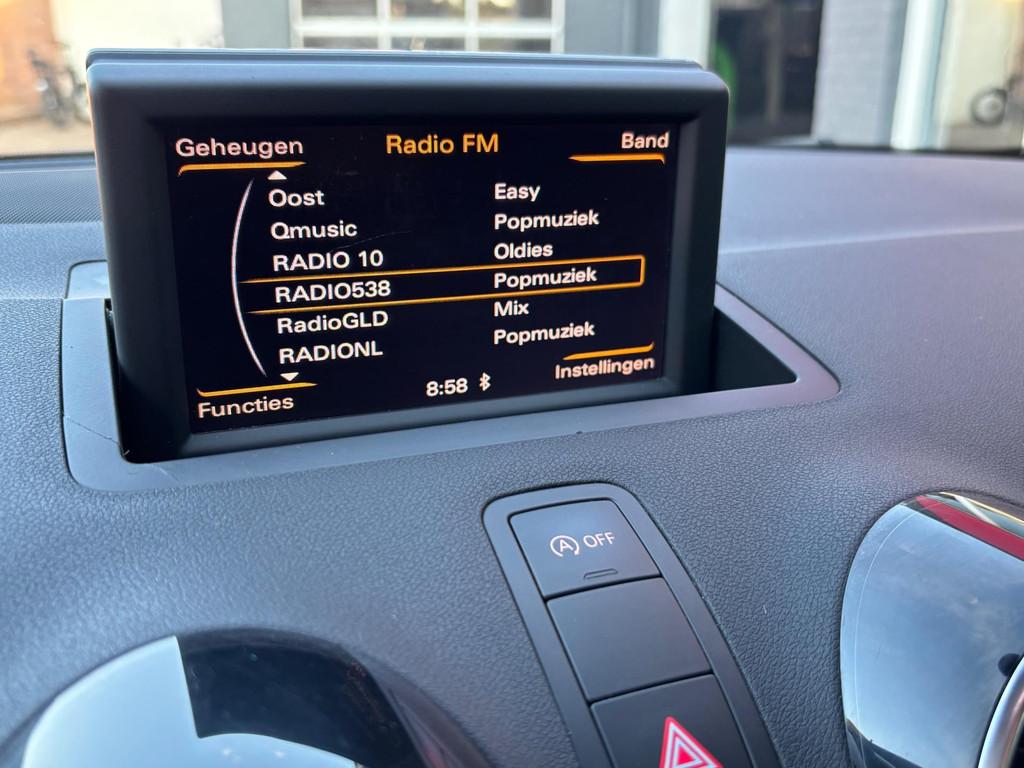 Geheugen Radio FM Band
Oost Easy
Qmusic Popmuziek
RADIO 10 Oldies
RADIO538 Popmuziek
RadioGLD Mix
RADIONL Popmuziek
Functies 8:58 Instellingen
A OFF